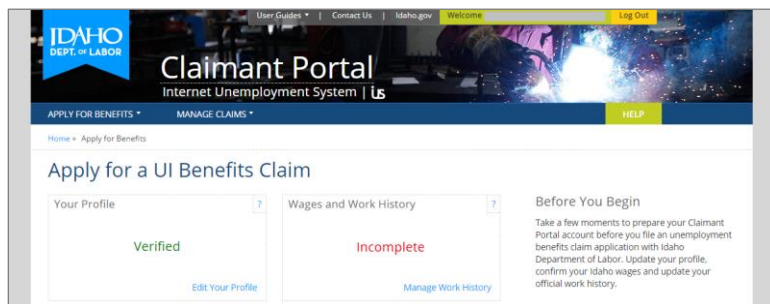 User Guides | Contact Us | Idaho.gov Welcome Log Out
IDAHO
DEPT. OF LABOR
Claimant Portal
Internet Unemployment System | iUS
APPLY FOR BENEFITS MANAGE CLAIMS HELP
Home » Apply for Benefits
Apply for a UI Benefits Claim
Your Profile ?
Verified
Edit Your Profile
Wages and Work History ?
Incomplete
Manage Work History
Before You Begin
Take a few moments to prepare your Claimant
Portal account before you file an unemployment
benefits claim application with Idaho
Department of Labor. Update your profile,
confirm your Idaho wages and update your
official work history.